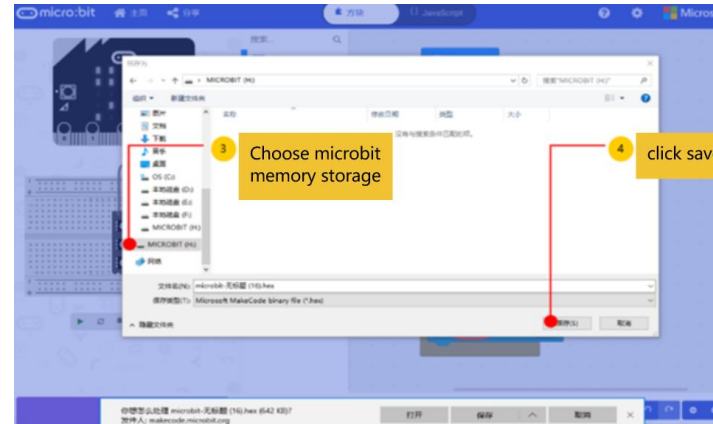 micro:bit 主页 分享 方块 {} JavaScript Micros
搜索...
另存为
MICROBIT (H:) 搜索"MICROBIT (H:)"
组织 新建文件夹
图片 名称 修改日期 类型 大小
文档 没有与搜索条件匹配的项。
下载
音乐
桌面
OS (C:)
本地磁盘 (D:)
本地磁盘 (E:)
本地磁盘 (F:)
MICROBIT (H:)
MICROBIT (H:)
网络
3 Choose microbit
memory storage
4 click sav
文件名(N): microbit-无标题 (16).hex
保存类型(T): Microsoft MakeCode binary file (*.hex)
隐藏文件夹 保存(S) 取消
你想怎么处理 microbit-无标题 (16).hex (642 KB)?
发件人: makecode.microbit.org
打开 保存 取消